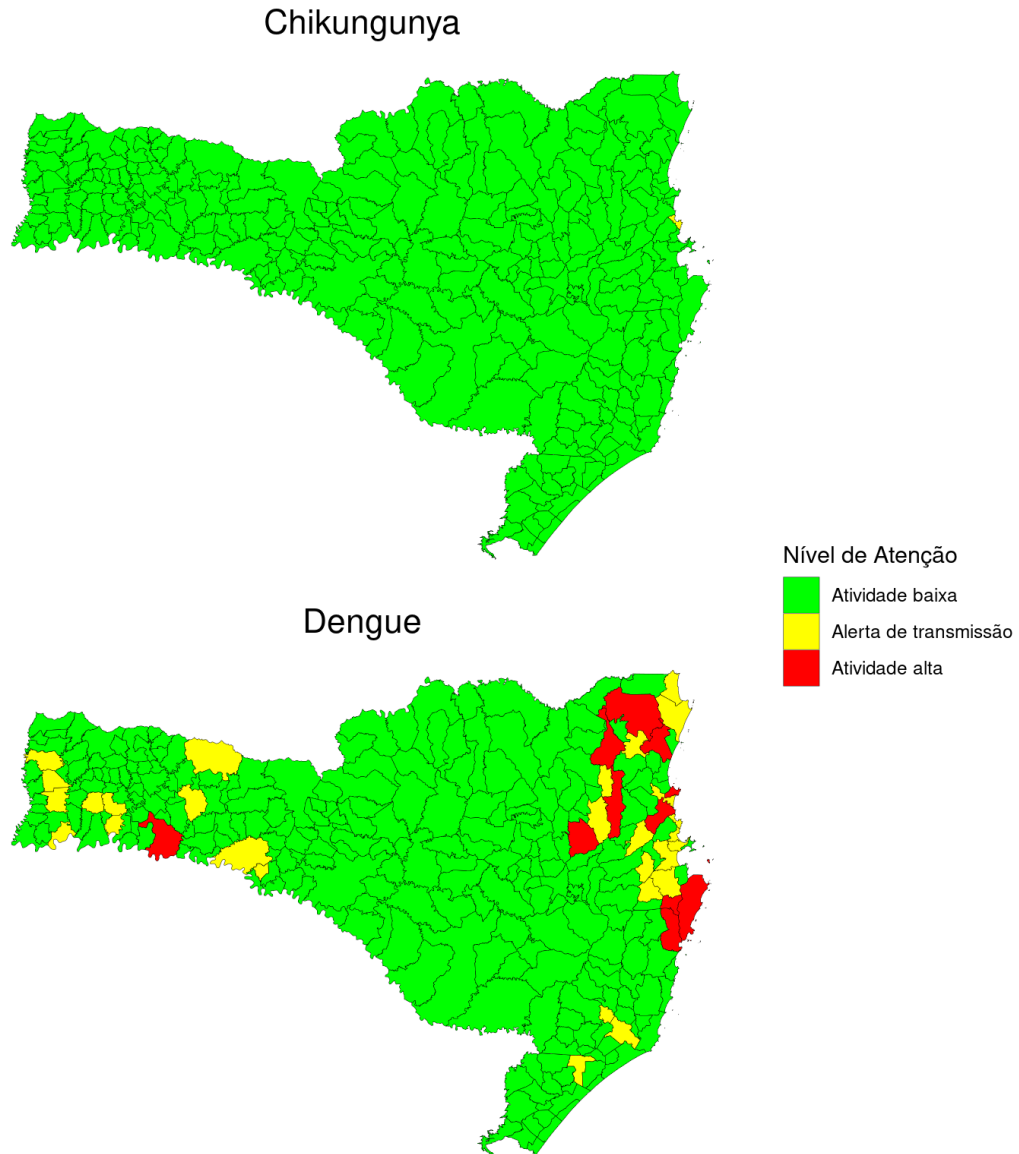 Chikungunya
Nível de Atenção
Atividade baixa
Alerta de transmissão
Atividade alta
Dengue